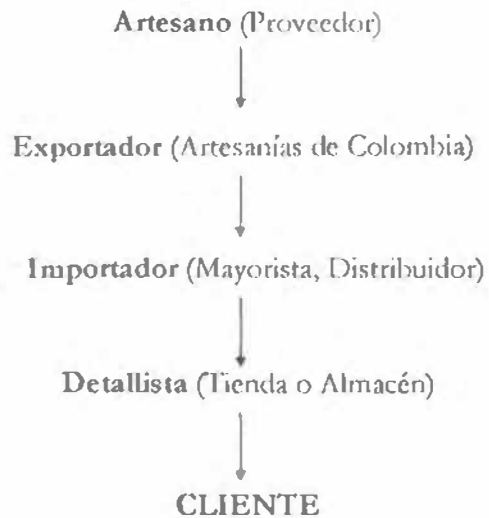 Artesano (Proveedor)
Exportador (Artesanías de Colombia)
Importador (Mayorista, Distribuidor)
Detallista (Tienda o Almacén)
CLIENTE